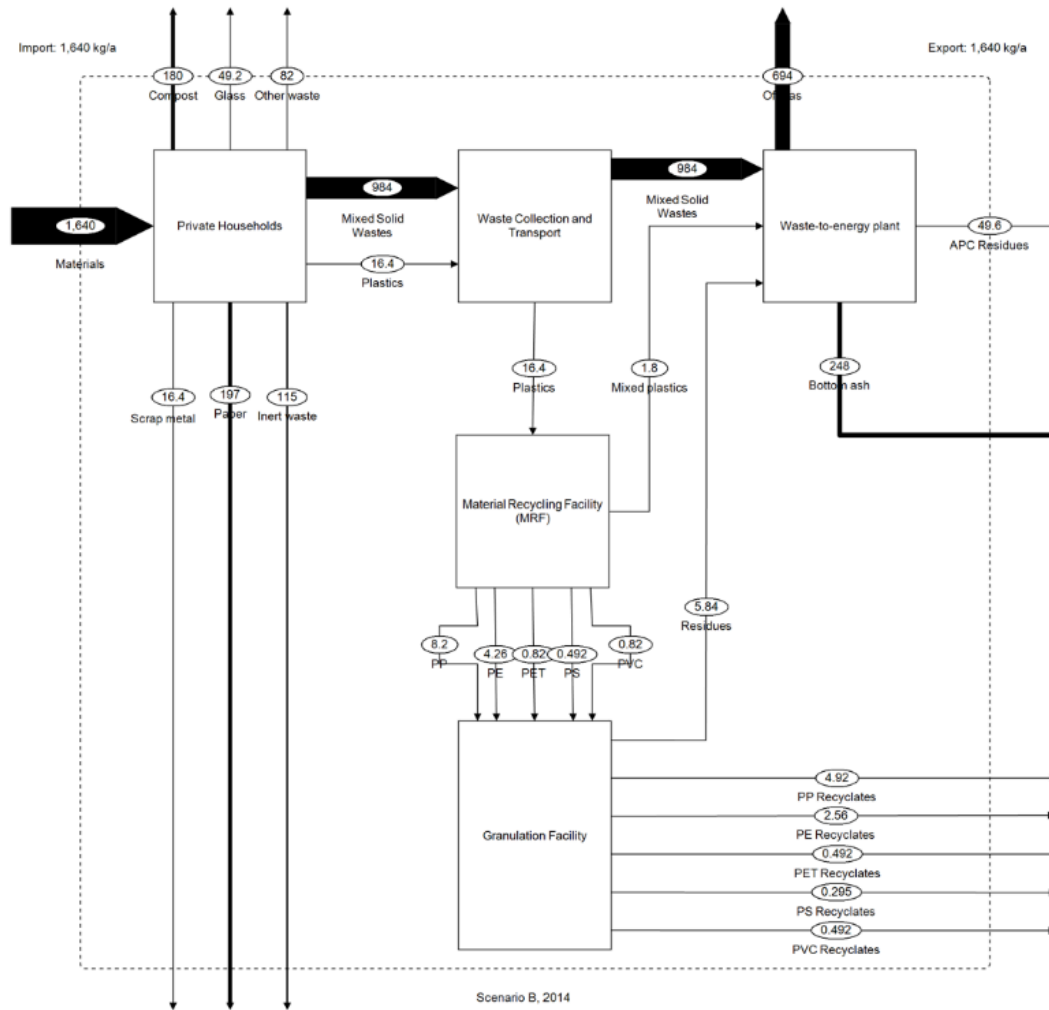 Import: 1,640 kg/a
Export: 1,640 kg/a
180
Compost
49.2
Glass
82
Other waste
694
Off gas
1,640
Materials
Private Households
984
Mixed Solid
Wastes
16.4
Plastics
Waste Collection and
Transport
984
Mixed Solid
Wastes
Waste-to-energy plant
49.6
APC Residues
16.4
Scrap metal
197
Paper
115
Inert waste
16.4
Plastics
1.8
Mixed plastics
248
Bottom ash
Material Recycling Facility
(MRF)
8.2
PP
4.26
PE
0.82
PET
0.492
PS
0.82
PVC
5.84
Residues
Granulation Facility
4.92
PP Recyclates
2.56
PE Recyclates
0.492
PET Recyclates
0.295
PS Recyclates
0.492
PVC Recyclates
Scenario B, 2014